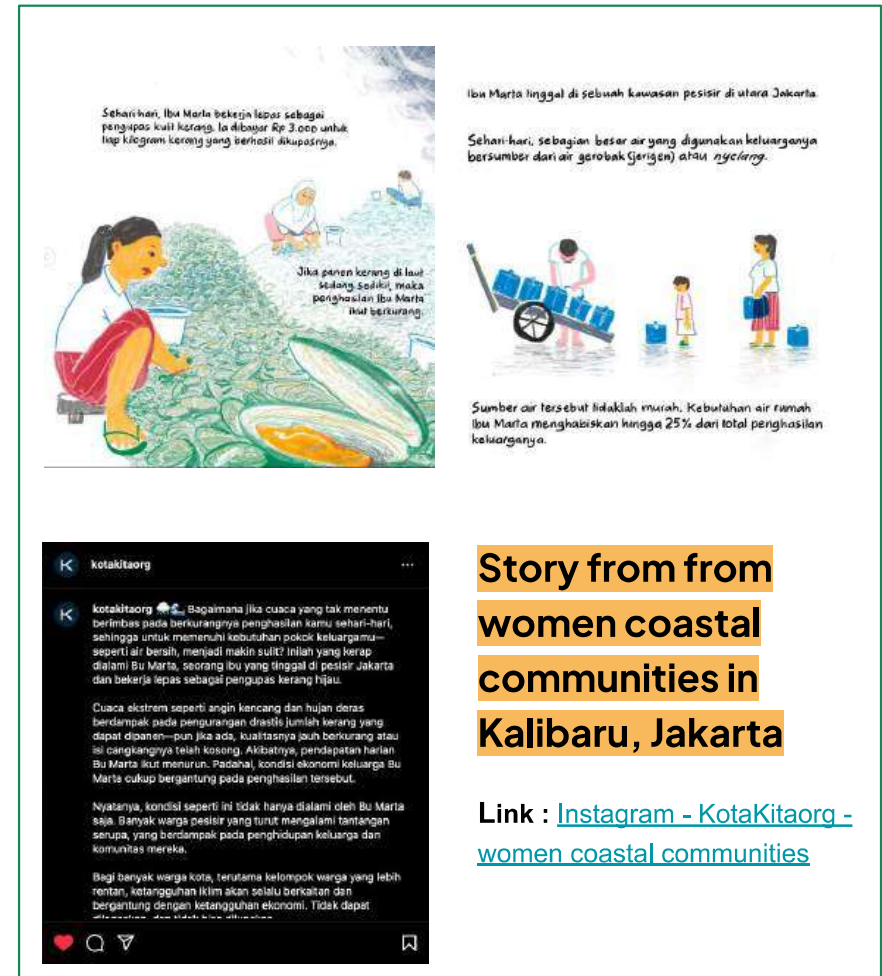 Sehari-hari, Ibu Marta bekerja lepas sebagai
pengupas kulit kerang. Ia dibayar Rp 3.000 untuk
tiap kilogram kerang yang berhasil dikupasnya.
Jika panen kerang di laut
sedang sedikit, maka
penghasilan Ibu Marta
ikut berkurang.
Ibu Marta tinggal di sebuah kawasan pesisir di utara Jakarta.
Sehari-hari, sebagian besar air yang digunakan keluarganya
bersumber dari air gerobak (jerigen) atau nyelang.
Sumber air tersebut tidaklah murah. Kebutuhan air rumah
Ibu Marta menghabiskan hingga 25% dari total penghasilan
keluarganya.
kotakitaorg
kotakitaorg 🌧️🌊 Bagaimana jika cuaca yang tak menentu
berimbas pada berkurangnya penghasilan kamu sehari-hari,
sehingga untuk memenuhi kebutuhan pokok keluargamu—
seperti air bersih, menjadi makin sulit? Inilah yang kerap
dialami Bu Marta, seorang ibu yang tinggal di pesisir Jakarta
dan bekerja lepas sebagai pengupas kerang hijau.
Cuaca ekstrem seperti angin kencang dan hujan deras
berdampak pada pengurangan drastis jumlah kerang yang
dapat dipanen—pun jika ada, kualitasnya jauh berkurang atau
isi cangkangnya telah kosong. Akibatnya, pendapatan harian
Bu Marta ikut menurun. Padahal, kondisi ekonomi keluarga Bu
Marta cukup bergantung pada penghasilan tersebut.
Nyatanya, kondisi seperti ini tidak hanya dialami oleh Bu Marta
saja. Banyak warga pesisir yang turut mengalami tantangan
serupa, yang berdampak pada penghidupan keluarga dan
komunitas mereka.
Bagi banyak warga kota, terutama kelompok warga yang lebih
rentan, ketangguhan iklim akan selalu berkaitan dan
bergantung dengan ketangguhan ekonomi. Tidak dapat
Story from from
women coastal
communities in
Kalibaru, Jakarta
Link : Instagram - KotaKitaorg -
women coastal communities